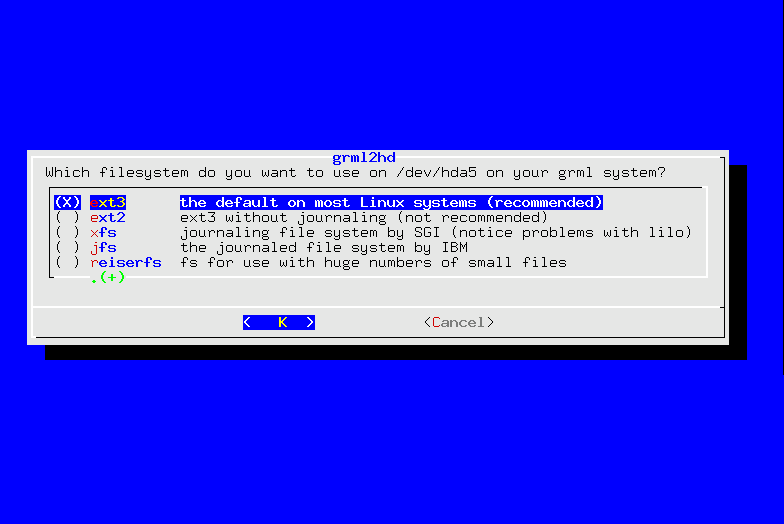 grml2hd
Which filesystem do you want to use on /dev/hda5 on your grml system?
(X) ext3 the default on most Linux systems (recommended)
( ) ext2 ext3 without journaling (not recommended)
( ) xfs journaling file system by SGI (notice problems with lilo)
( ) jfs the journaled file system by IBM
( ) reiserfs fs for use with huge numbers of small files
.(+)
< K > <Cancel>